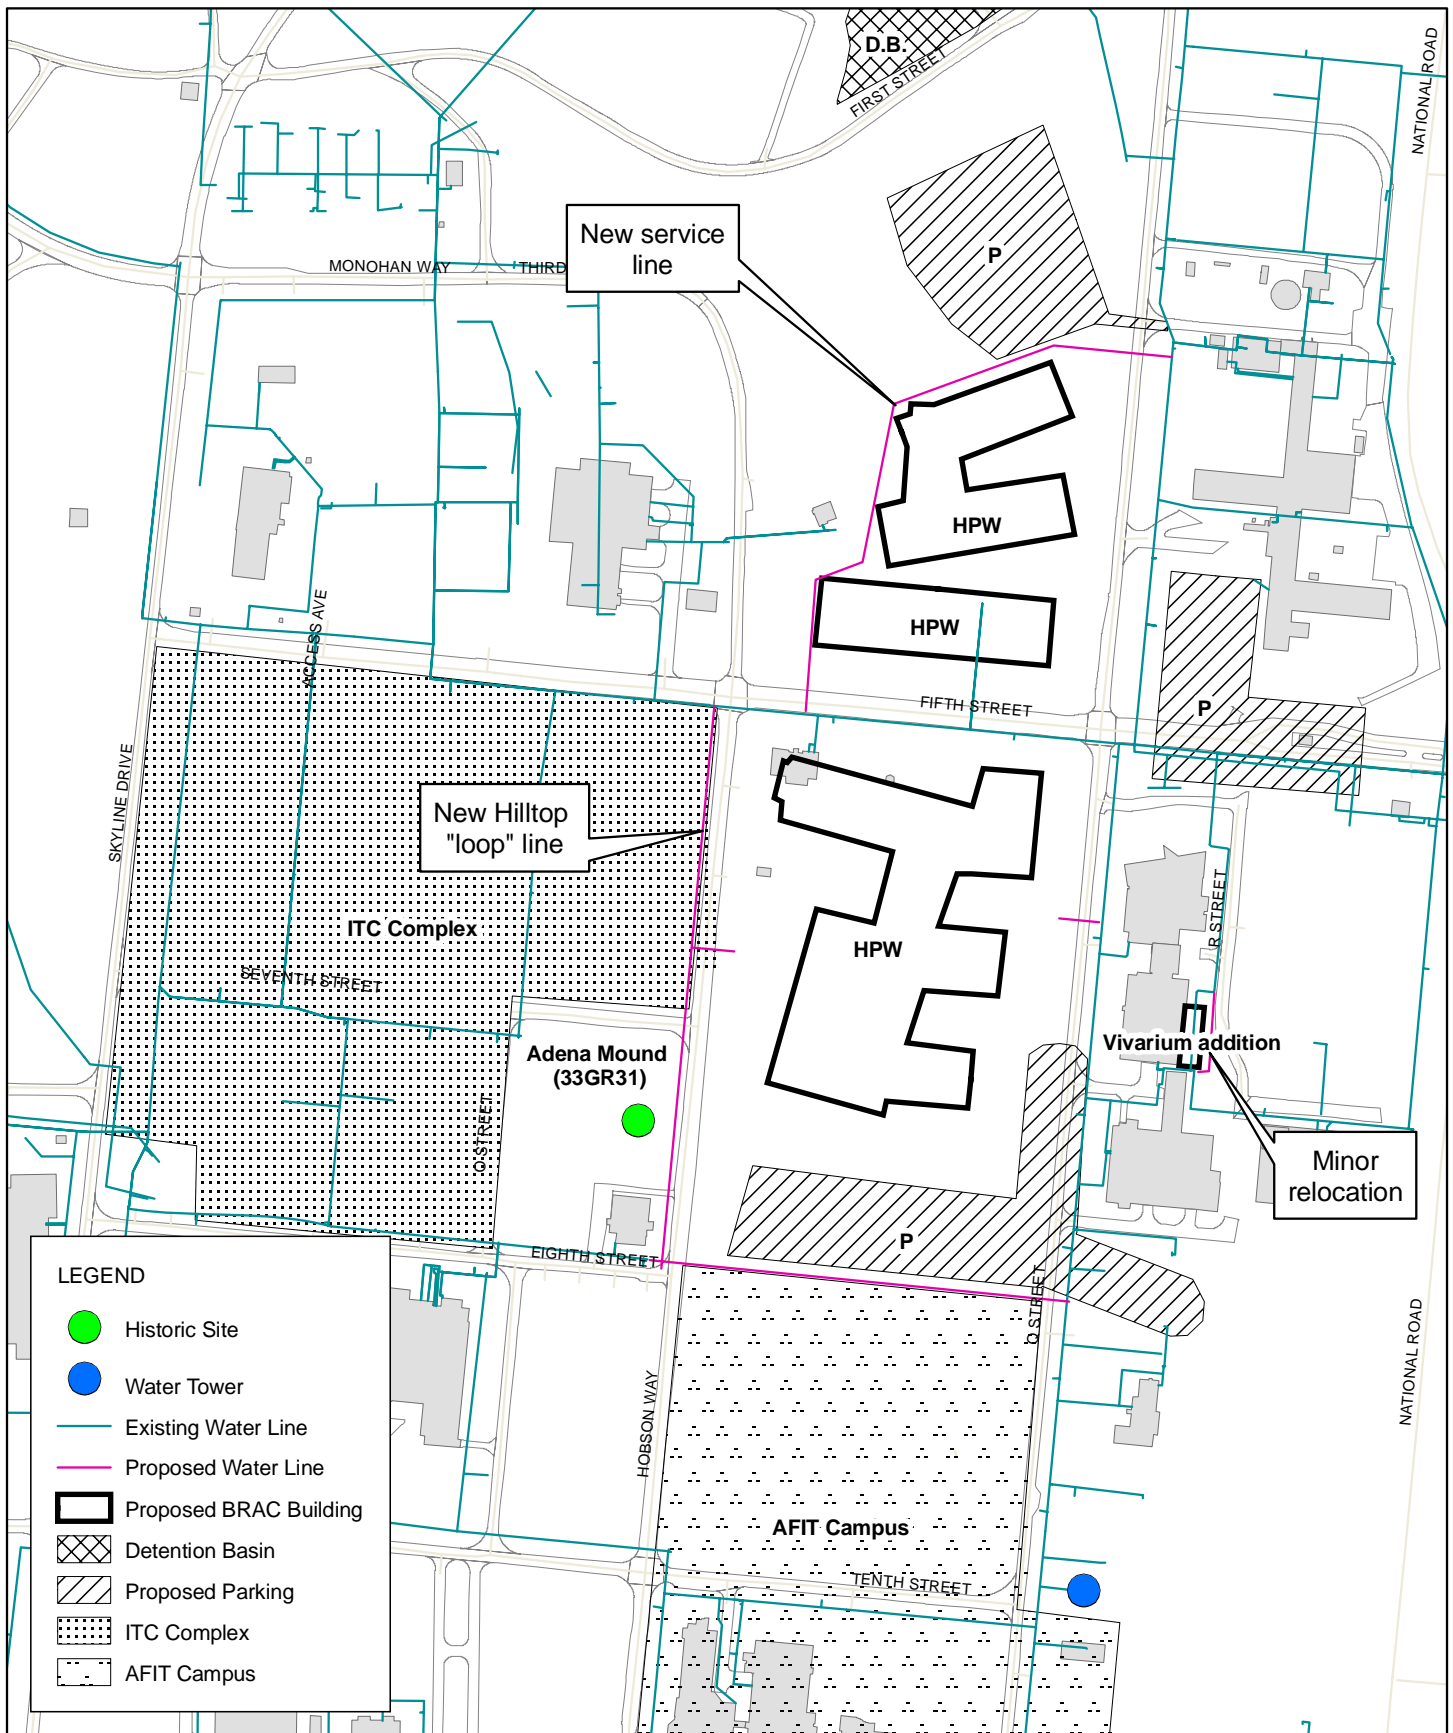 D.B.
FIRST STREET
NATIONAL ROAD
New service
line
P
MONOHAN WAY
THIRD
HPW
HPW
ACCESS AVE
FIFTH STREET
P
SKYLINE DRIVE
New Hilltop
"loop" line
ITC Complex
HPW
R STREET
SEVENTH STREET
Adena Mound
(33GR31)
Vivarium addition
O STREET
Minor
relocation
P
EIGHTH STREET
Q STREET
NATIONAL ROAD
HOBSON WAY
AFIT Campus
TENTH STREET
LEGEND
Historic Site
Water Tower
Existing Water Line
Proposed Water Line
Proposed BRAC Building
Detention Basin
Proposed Parking
ITC Complex
AFIT Campus